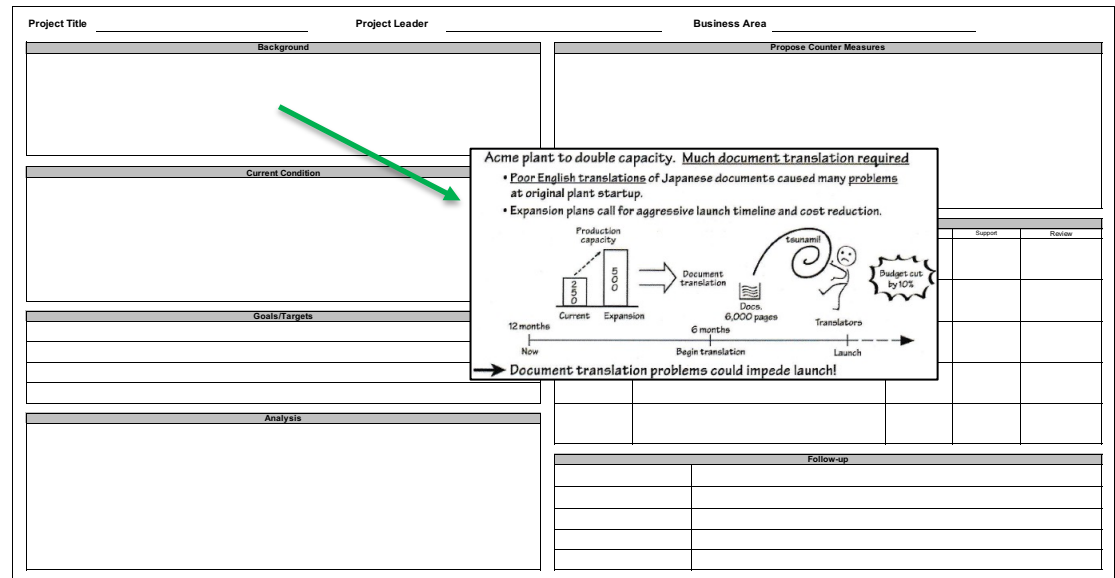 Project Title
Project Leader
Business Area
Background
Propose Counter Measures
Current Condition
Goals/Targets
Analysis
Acme plant to double capacity. Much document translation required
• Poor English translations of Japanese documents caused many problems
at original plant startup.
• Expansion plans call for aggressive launch timeline and cost reduction.
Production
capacity
250
500
Current
Expansion
Document
translation
Docs.
6,000 pages
tsunami!
Translators
Budget cut
by 10%
12 months
6 months
Now
Begin translation
Launch
Document translation problems could impede launch!
Support
Review
Follow-up